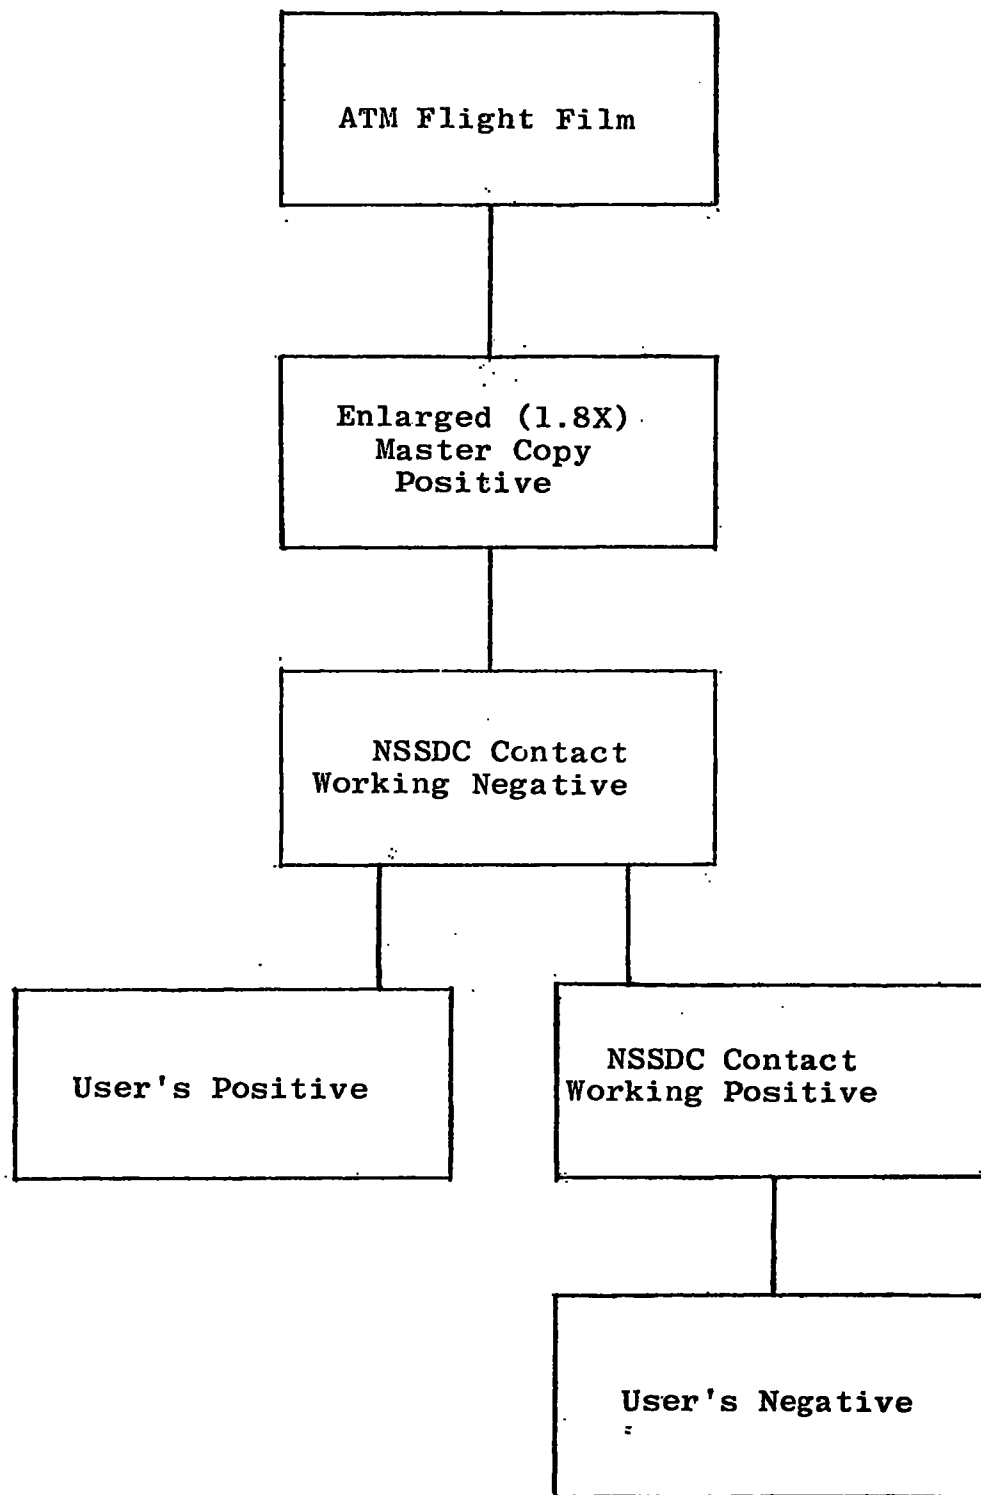 ATM Flight Film
Enlarged (1.8X)
Master Copy
Positive
NSSDC Contact
Working Negative
User's Positive
NSSDC Contact
Working Positive
User's Negative